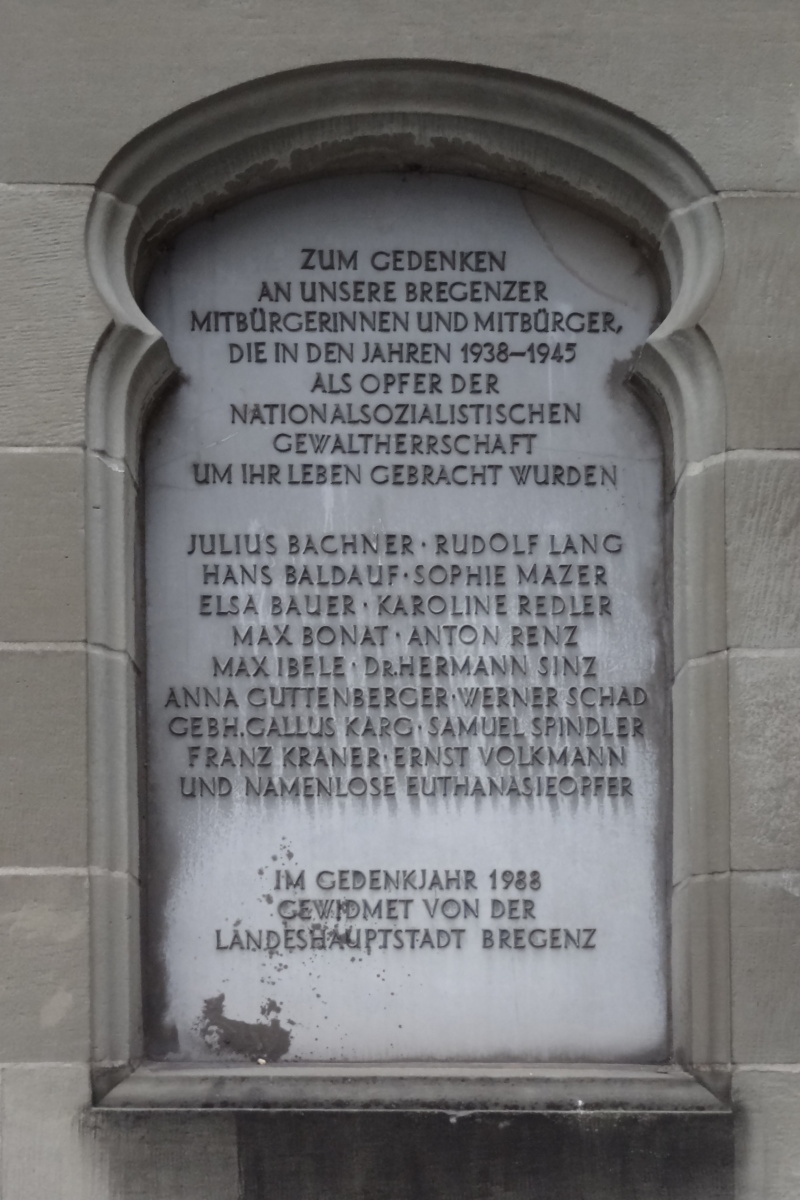 ZUM GEDENKEN
AN UNSERE BREGENZER
MITBÜRGERINNEN UND MITBÜRGER,
DIE IN DEN JAHREN 1938–1945
ALS OPFER DER
NATIONALSOZIALISTISCHEN
GEWALTHERRSCHAFT
UM IHR LEBEN GEBRACHT WURDEN
JULIUS BACHNER · RUDOLF LANG
HANS BALDAUF · SOPHIE MAZER
ELSA BAUER · KAROLINE REDLER
MAX BONAT · ANTON RENZ
MAX IBELE · DR. HERMANN SINZ
ANNA GUTTENBERGER · WERNER SCHAD
GEBH. GALLUS KARG · SAMUEL SPINDLER
FRANZ KRANER · ERNST VOLKMANN
UND NAMENLOSE EUTHANASIEOPFER
IM GEDENKJAHR 1988
GEWIDMET VON DER
LANDESHAUPTSTADT BREGENZ